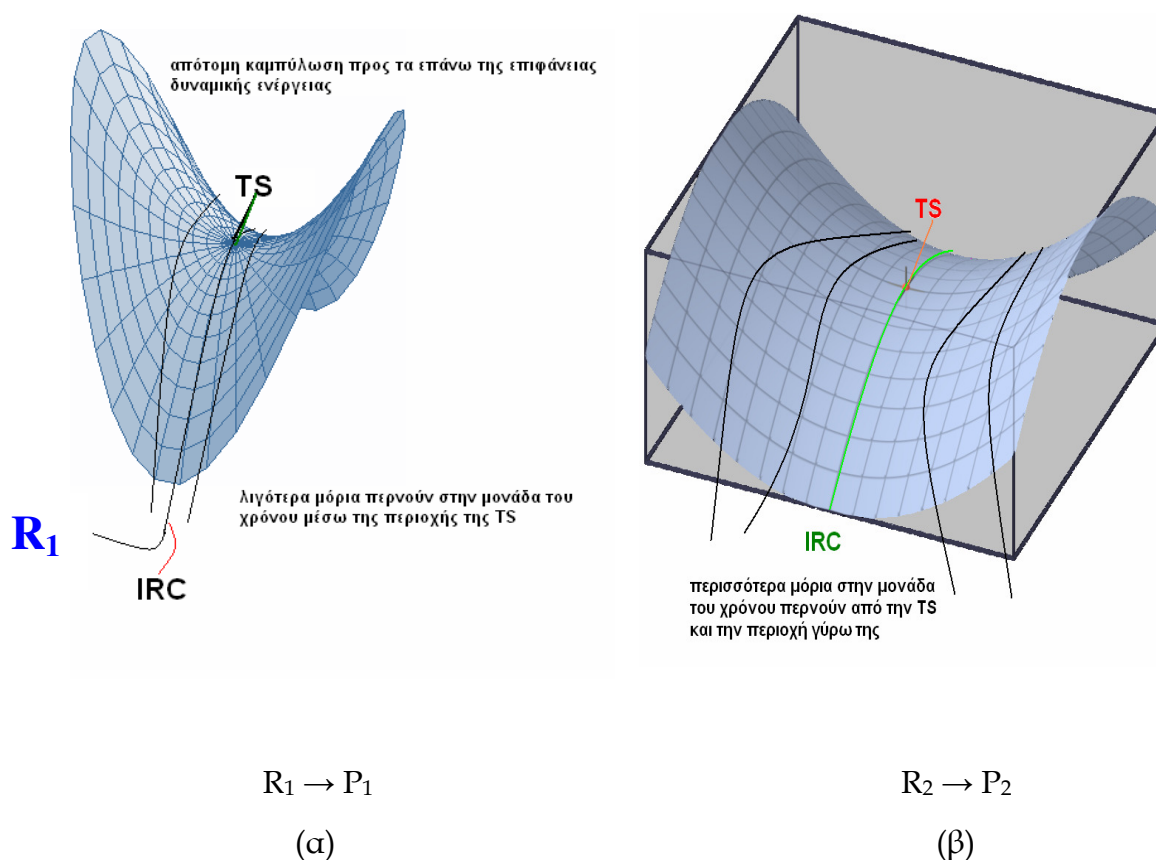 απότομη καμπύλωση προς τα επάνω της επιφάνειας
δυναμικής ενέργειας
TS
λιγότερα μόρια περνούν στην μονάδα του
χρόνου μέσω της περιοχής της TS
R₁
IRC
TS
IRC
περισσότερα μόρια στην μονάδα
του χρόνου περνούν από την TS
και την περιοχή γύρω της
R₁ → P₁
R₂ → P₂
(α)
(β)